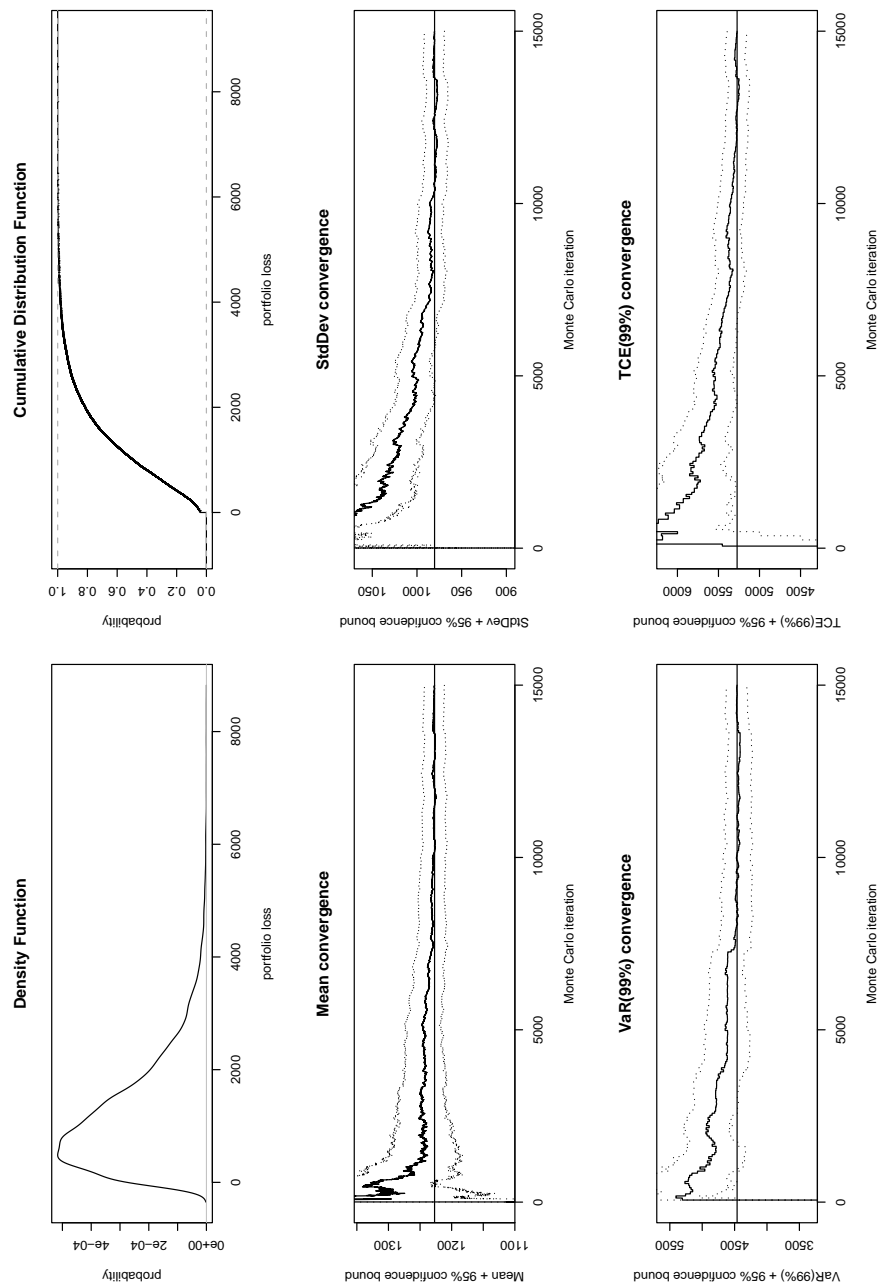 Density Function
probability
0e+00
2e−04
4e−04
0
2000
4000
6000
8000
portfolio loss
Cumulative Distribution Function
probability
0.0
0.2
0.4
0.6
0.8
1.0
0
2000
4000
6000
8000
portfolio loss
Mean convergence
Mean + 95% confidence bound
1100
1200
1300
0
5000
10000
15000
Monte Carlo iteration
StdDev convergence
StdDev + 95% confidence bound
900
950
1000
1050
0
5000
10000
15000
Monte Carlo iteration
VaR(99%) convergence
VaR(99%) + 95% confidence bound
3500
4500
5500
0
5000
10000
15000
Monte Carlo iteration
TCE(99%) convergence
TCE(99%) + 95% confidence bound
4500
5000
5500
6000
0
5000
10000
15000
Monte Carlo iteration